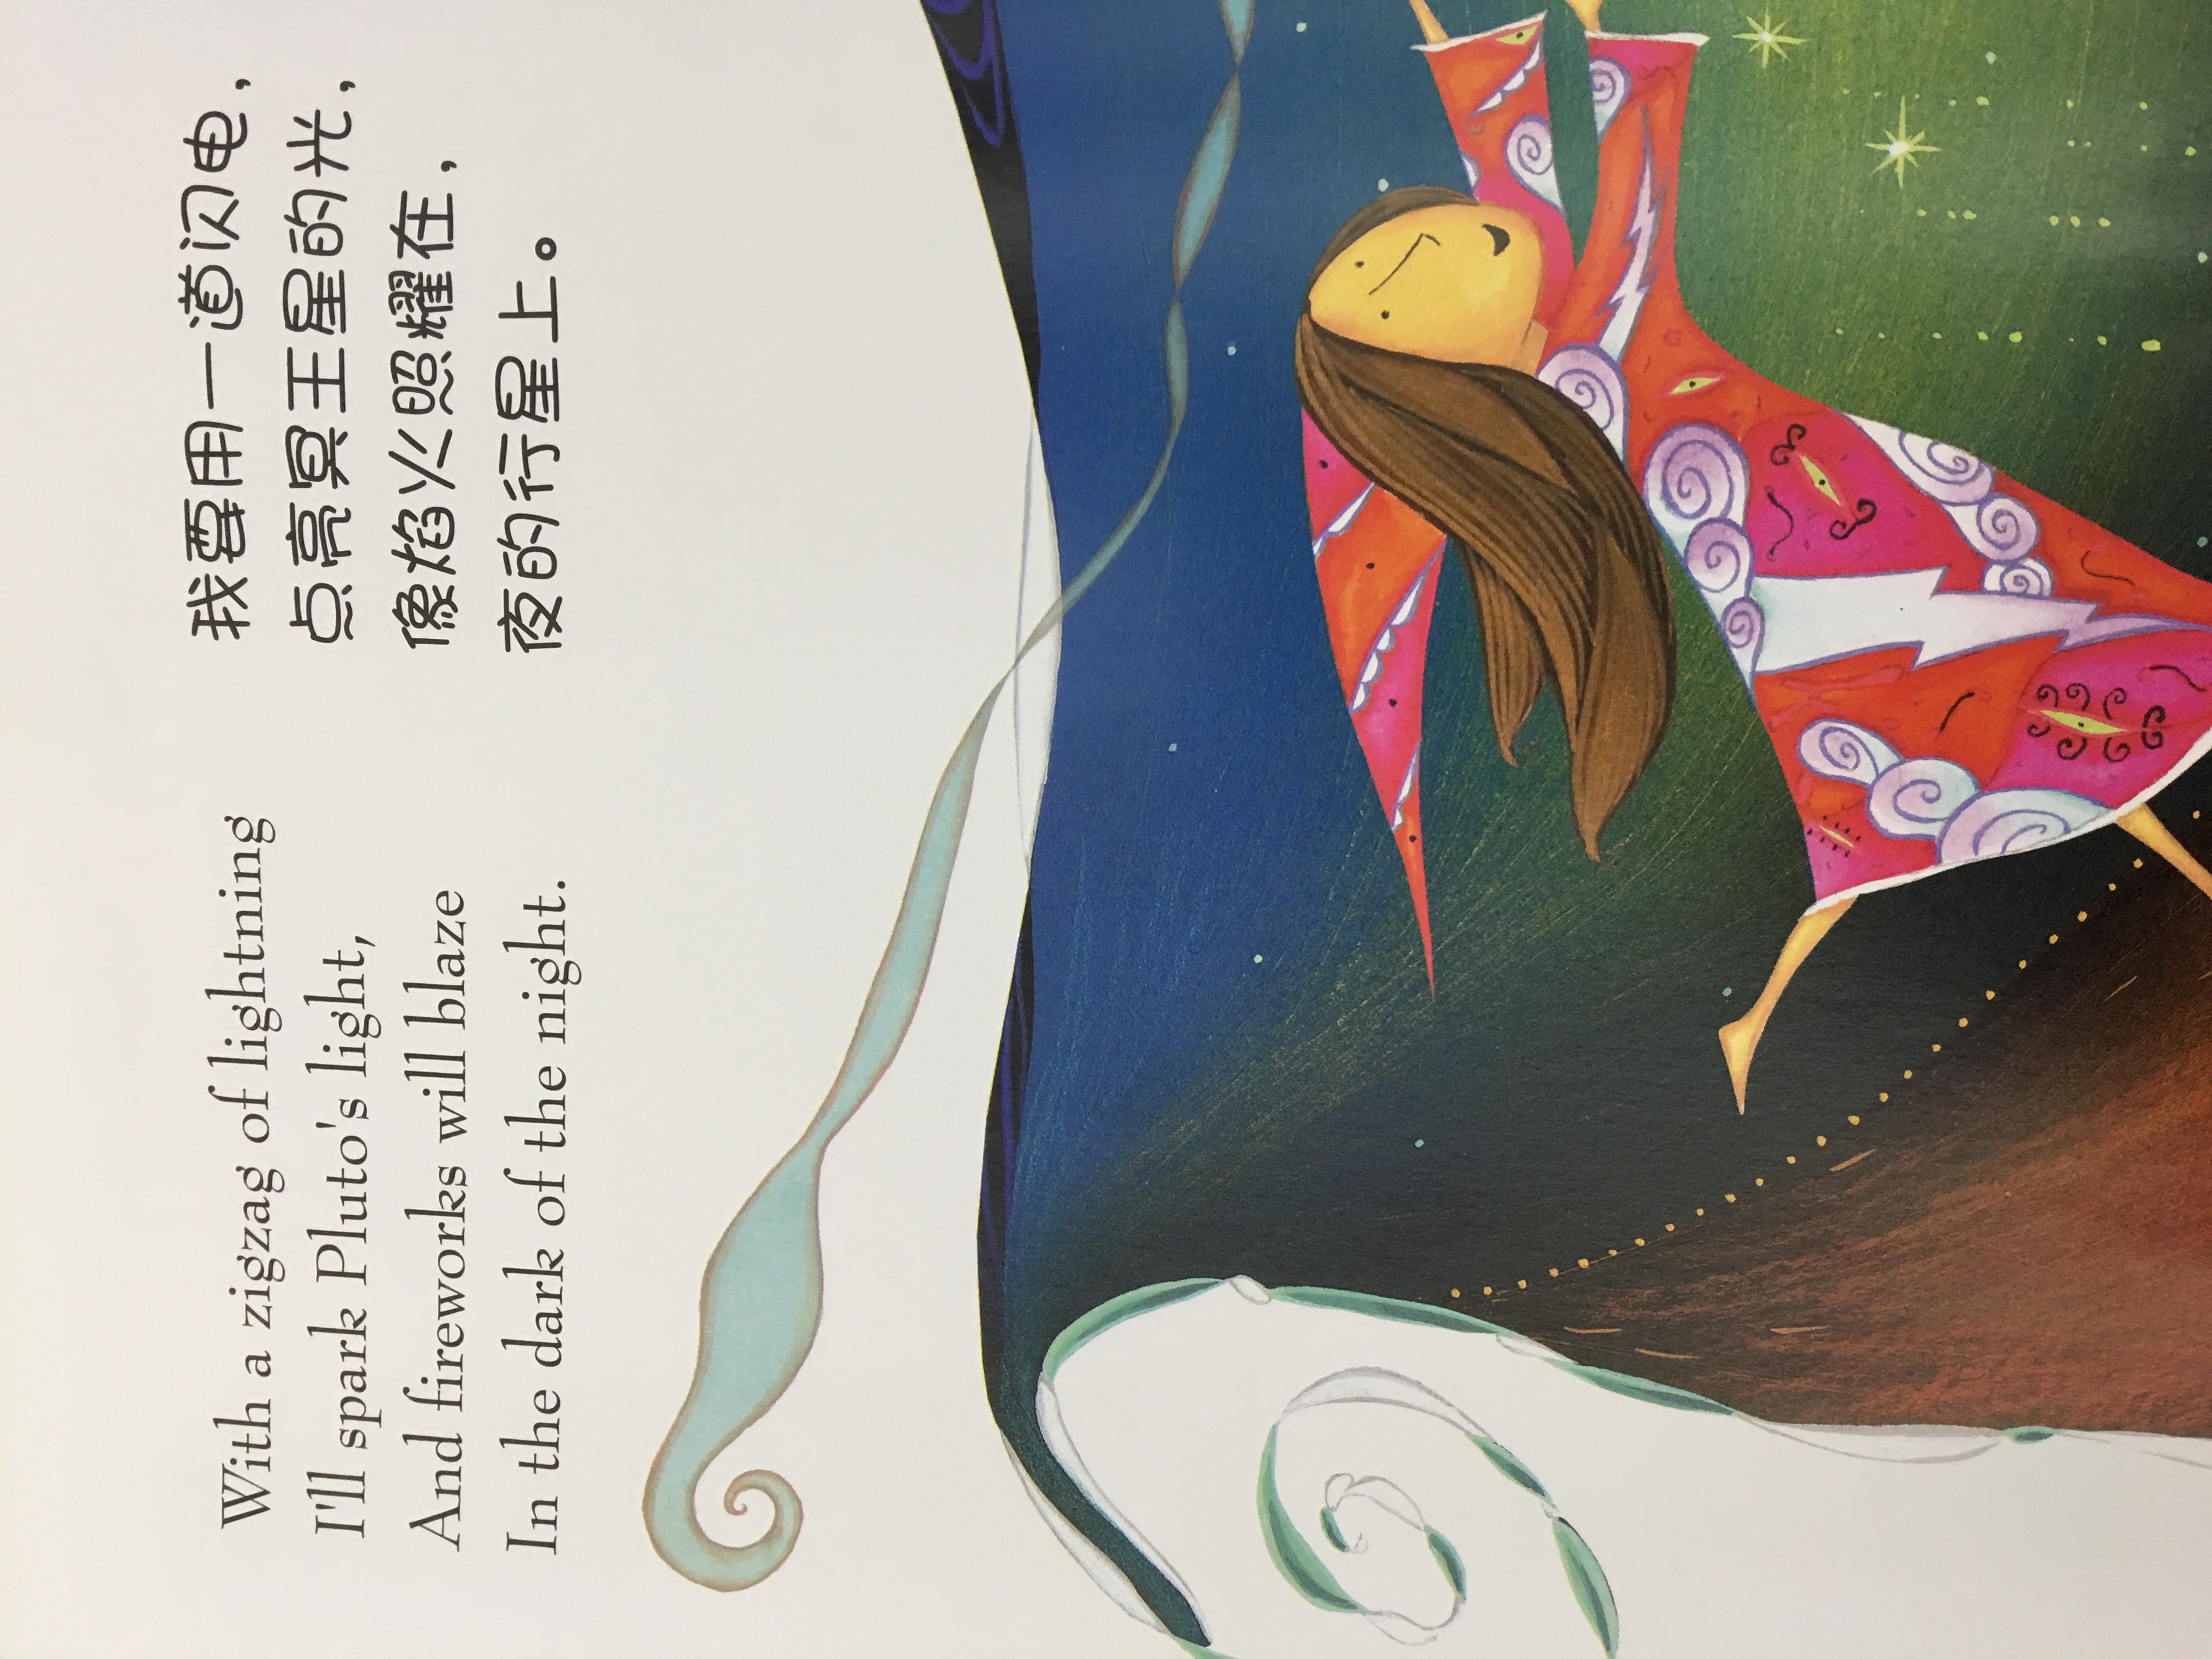 With a zigzag of lightning
I'll spark Pluto's light,
And fireworks will blaze
In the dark of the night.
我要用一道闪电，
点亮冥王星的光，
像焰火照耀在，
夜的行星上。